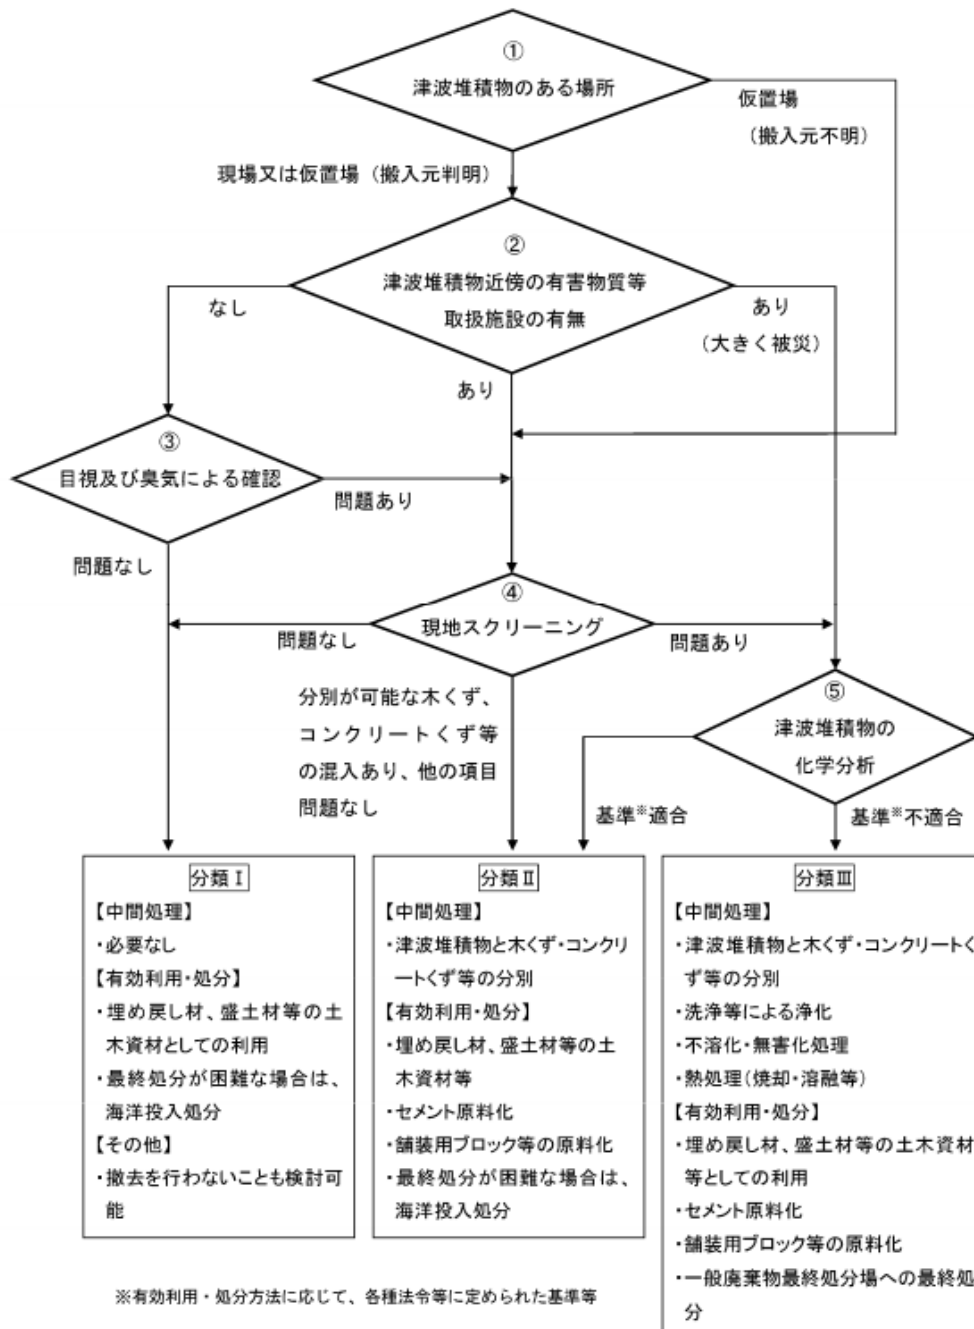 ①
津波堆積物のある場所
仮置場
（搬入元不明）
現場又は仮置場（搬入元判明）
②
津波堆積物近傍の有害物質等
取扱施設の有無
なし
あり
（大きく被災）
あり
③
目視及び臭気による確認
問題あり
問題なし
④
現地スクリーニング
問題なし
問題あり
分別が可能な木くず、
コンクリートくず等
の混入あり、他の項目
問題なし
⑤
津波堆積物の
化学分析
基準※適合
基準※不適合
分類Ⅰ
【中間処理】
・必要なし
【有効利用・処分】
・埋め戻し材、盛土材等の土
木資材としての利用
・最終処分が困難な場合は、
海洋投入処分
【その他】
・撤去を行わないことも検討可
能
分類Ⅱ
【中間処理】
・津波堆積物と木くず・コンクリ
ートくず等の分別
【有効利用・処分】
・埋め戻し材、盛土材等の土
木資材等
・セメント原料化
・舗装用ブロック等の原料化
・最終処分が困難な場合は、
海洋投入処分
分類Ⅲ
【中間処理】
・津波堆積物と木くず・コンクリートく
ず等の分別
・洗浄等による浄化
・不溶化・無害化処理
・熱処理（焼却・溶融等）
【有効利用・処分】
・埋め戻し材、盛土材等の土木資材
等としての利用
・セメント原料化
・舗装用ブロック等の原料化
・一般廃棄物最終処分場への最終処
分
※有効利用・処分方法に応じて、各種法令等に定められた基準等